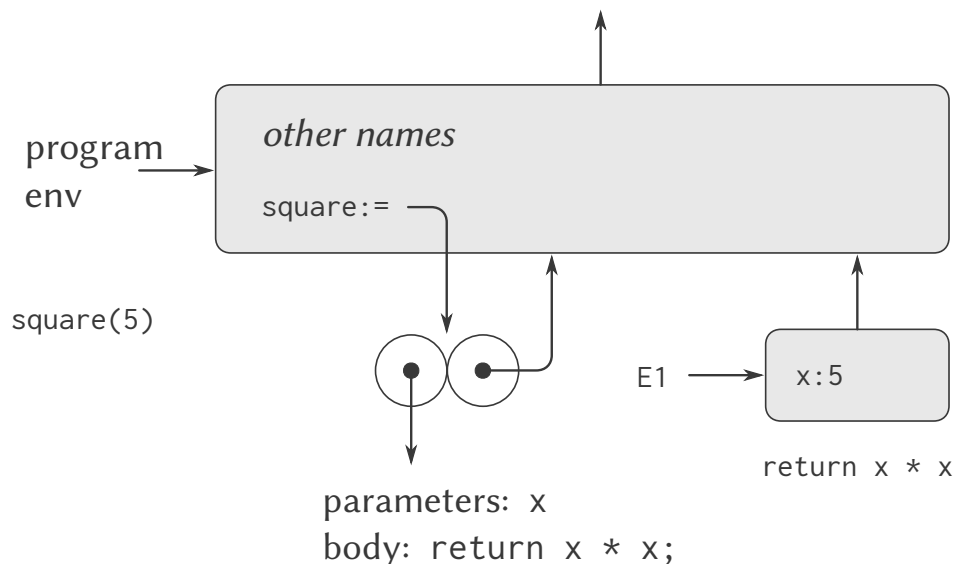 other names
program
env
square:=
square(5)
E1
x:5
return x * x
parameters: x
body: return x * x;